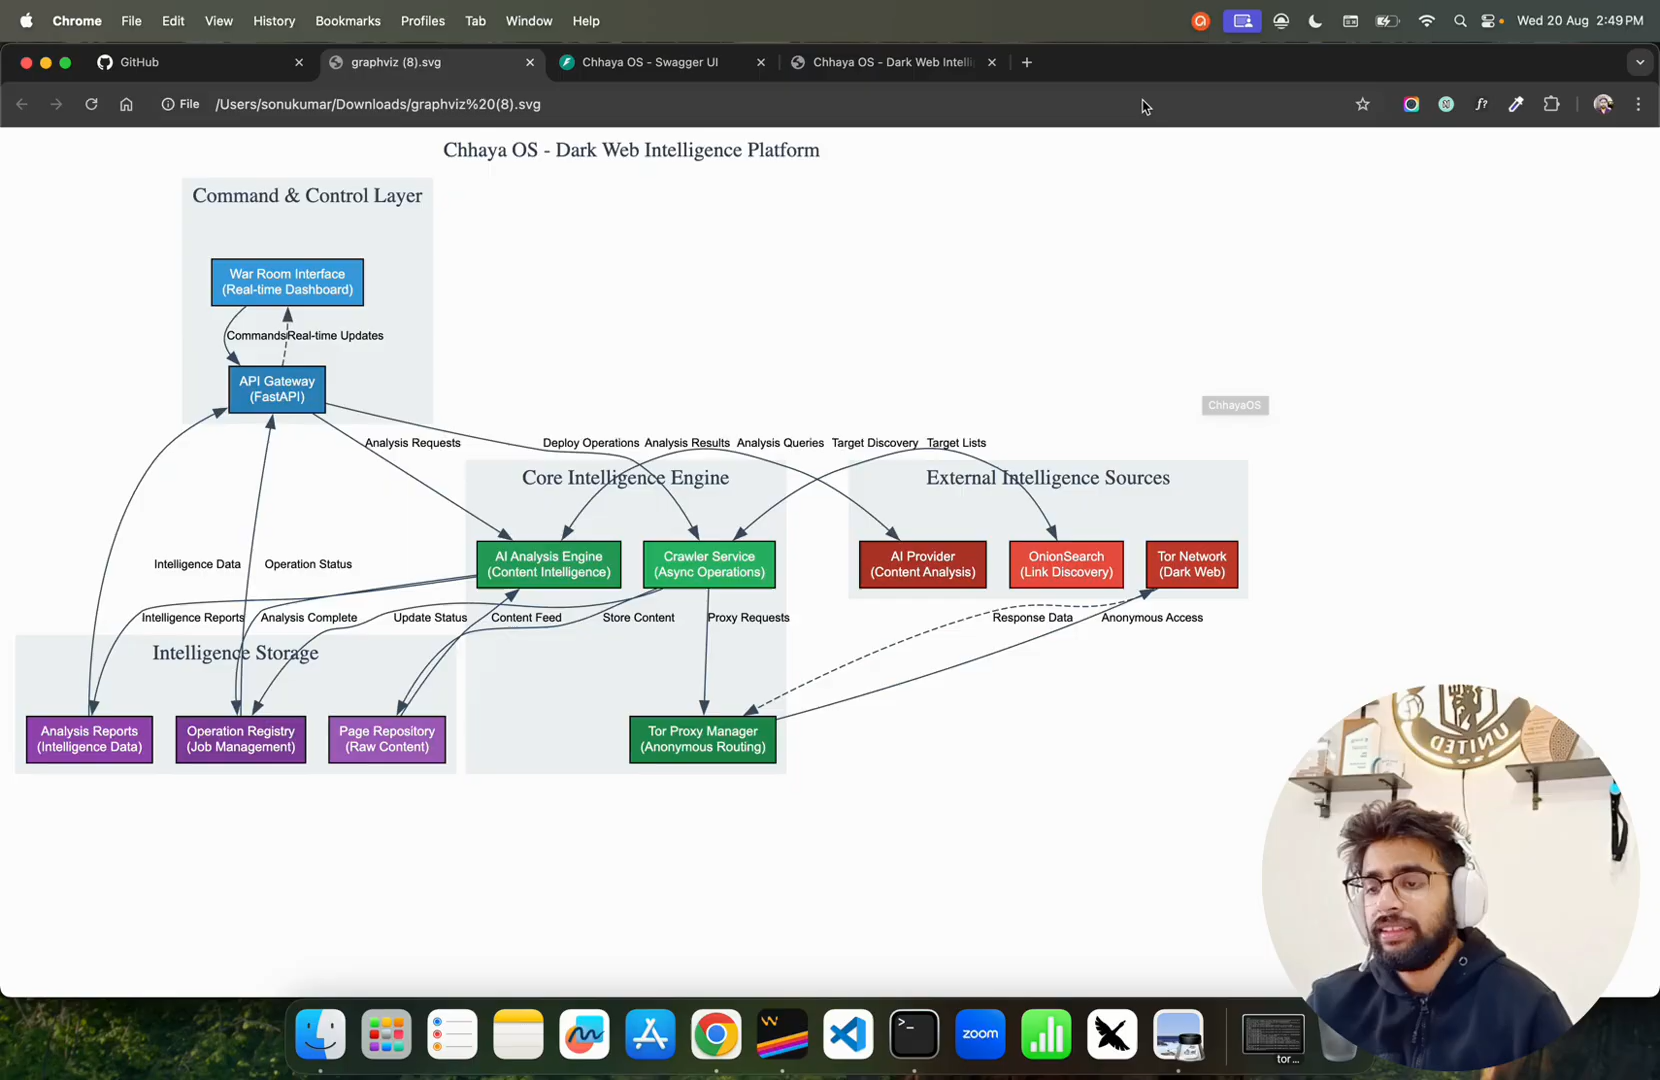 Chrome File Edit View History Bookmarks Profiles Tab Window Help
Wed 20 Aug 2:49 PM
GitHub
graphviz (8).svg
Chhaya OS - Swagger UI
Chhaya OS - Dark Web Intelli
File /Users/sonukumar/Downloads/graphviz%20(8).svg
f?
Chhaya OS - Dark Web Intelligence Platform
Command & Control Layer
War Room Interface
(Real-time Dashboard)
Commands
Real-time Updates
API Gateway
(FastAPI)
ChhayaOS
Analysis Requests
Deploy Operations
Analysis Results
Analysis Queries
Target Discovery
Target Lists
Core Intelligence Engine
External Intelligence Sources
AI Analysis Engine
(Content Intelligence)
Crawler Service
(Async Operations)
AI Provider
(Content Analysis)
OnionSearch
(Link Discovery)
Tor Network
(Dark Web)
Intelligence Data
Operation Status
Intelligence Reports
Analysis Complete
Update Status
Content Feed
Store Content
Proxy Requests
Response Data
Anonymous Access
Intelligence Storage
Analysis Reports
(Intelligence Data)
Operation Registry
(Job Management)
Page Repository
(Raw Content)
Tor Proxy Manager
(Anonymous Routing)
UNITED
zoom
tor...